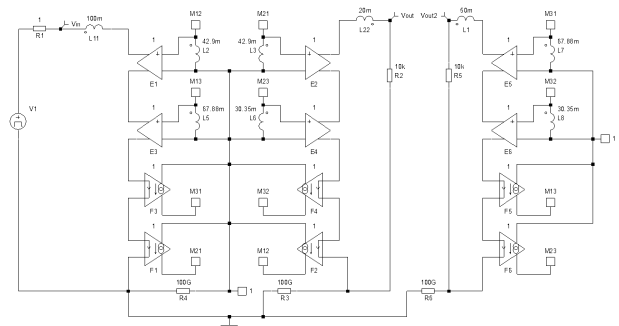 M12 M21 20m Vout Vout2 50m M31
1 Vin 100m
R1 L11 1 42.9m 42.9m 1 L22 L1 1 67.88m
L2 L3 L7
M13 M23 10k 10k M32
E1 E2 R2 R5 E5
V1 1 67.88m 30.35m 1 1 30.35m
L5 L6 L8
1
E3 E4 E6
1 M31 M32 1 1 M13
F3 F4 F5
1 M21 M12 1 1 M23
F1 F2 F6
100G 100G 100G
R4 1 R3 R6